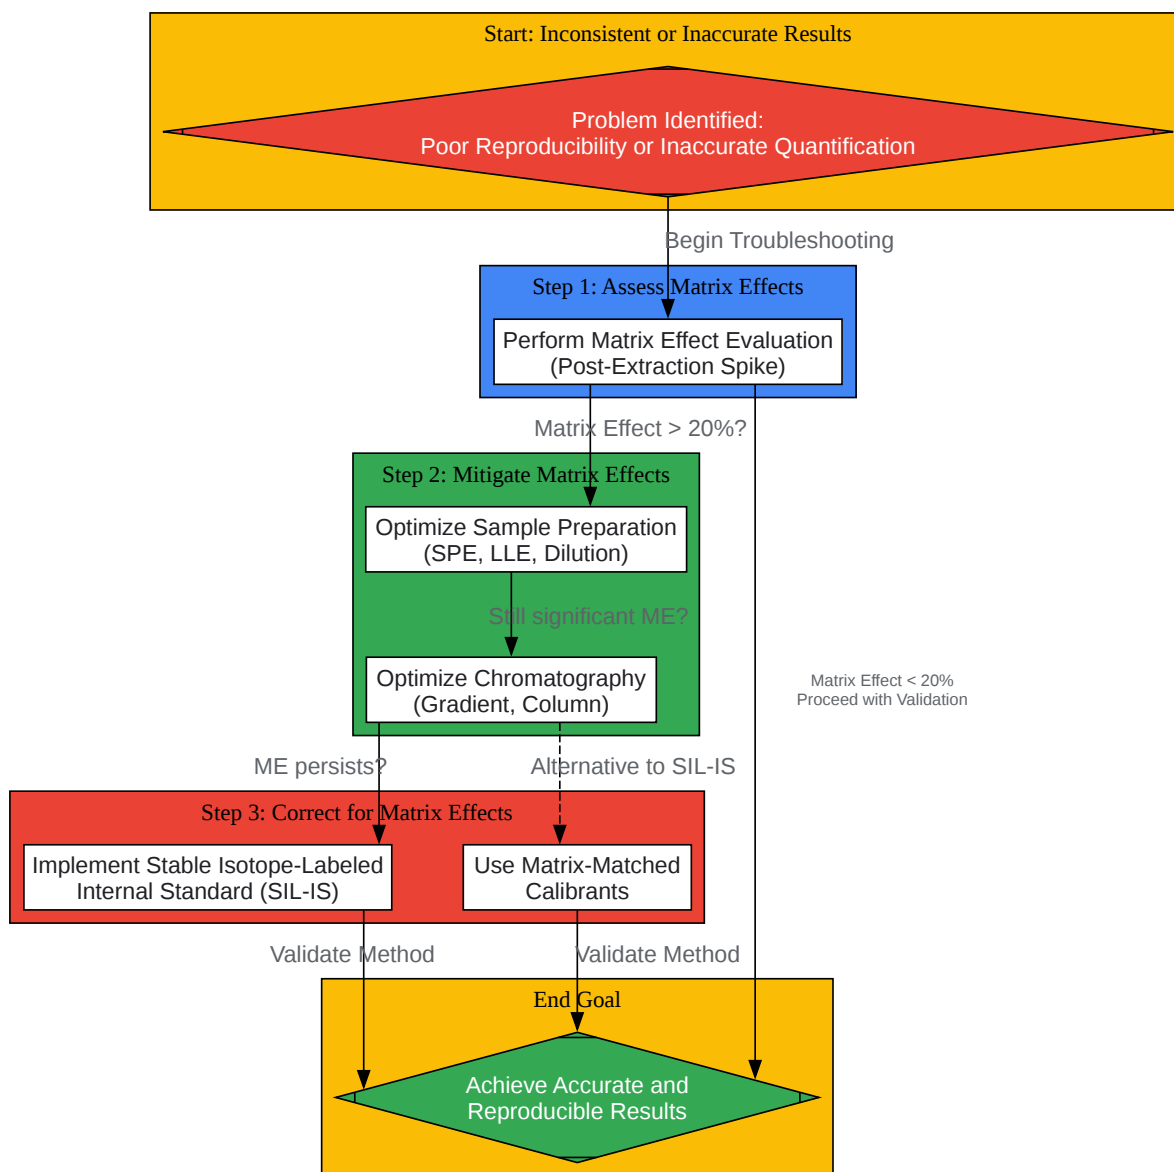 Start: Inconsistent or Inaccurate Results
Problem Identified:
Poor Reproducibility or Inaccurate Quantification
Begin Troubleshooting
Step 1: Assess Matrix Effects
Perform Matrix Effect Evaluation
(Post-Extraction Spike)
Matrix Effect > 20%?
Step 2: Mitigate Matrix Effects
Optimize Sample Preparation
(SPE, LLE, Dilution)
Still significant ME?
Optimize Chromatography
(Gradient, Column)
Matrix Effect < 20%
Proceed with Validation
ME persists?
Alternative to SIL-IS
Step 3: Correct for Matrix Effects
Implement Stable Isotope-Labeled
Internal Standard (SIL-IS)
Use Matrix-Matched
Calibrants
Validate Method
Validate Method
End Goal
Achieve Accurate and
Reproducible Results